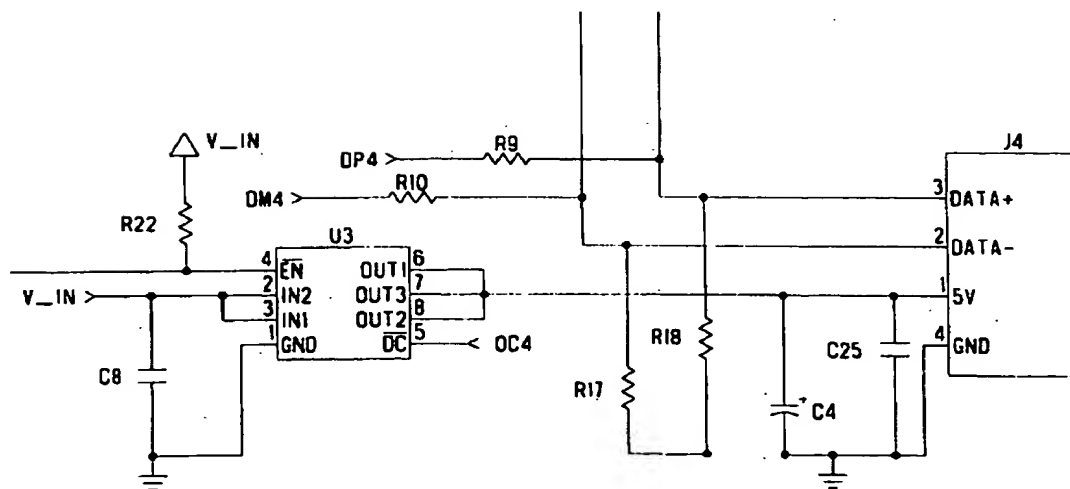 V_IN
R9
J4
DP4
R10
3
DATA+
DM4
R22
U3
2
DATA-
4
EN
OUT1
6
V_IN
2
IN2
OUT3
7
1
5V
3
IN1
OUT2
8
1
GND
DC
5
OC4
R18
C25
4
GND
C8
R17
+
C4